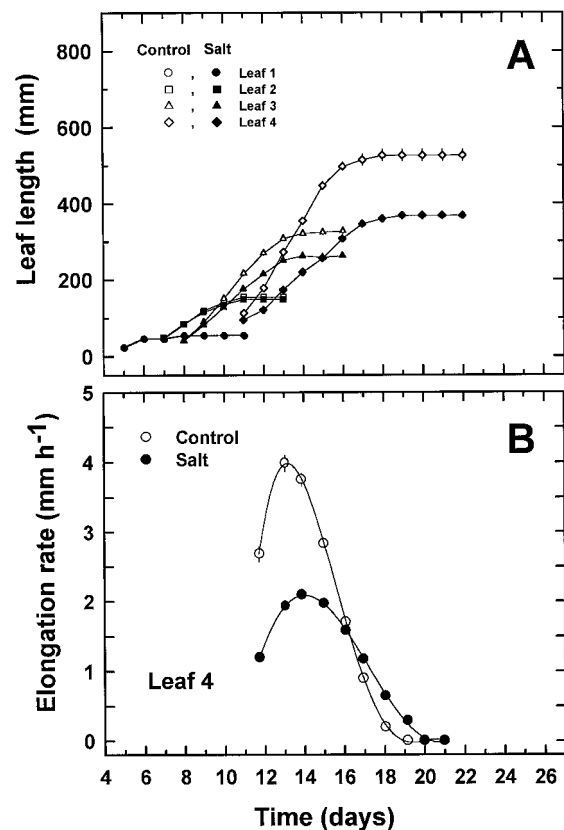 A
Control Salt
, Leaf 1
, Leaf 2
, Leaf 3
, Leaf 4
Leaf length (mm)
800
600
400
200
0
B
Control
Salt
Leaf 4
Elongation rate (mm h-1)
5
4
3
2
1
0
4 6 8 10 12 14 16 18 20 22 24 26
Time (days)